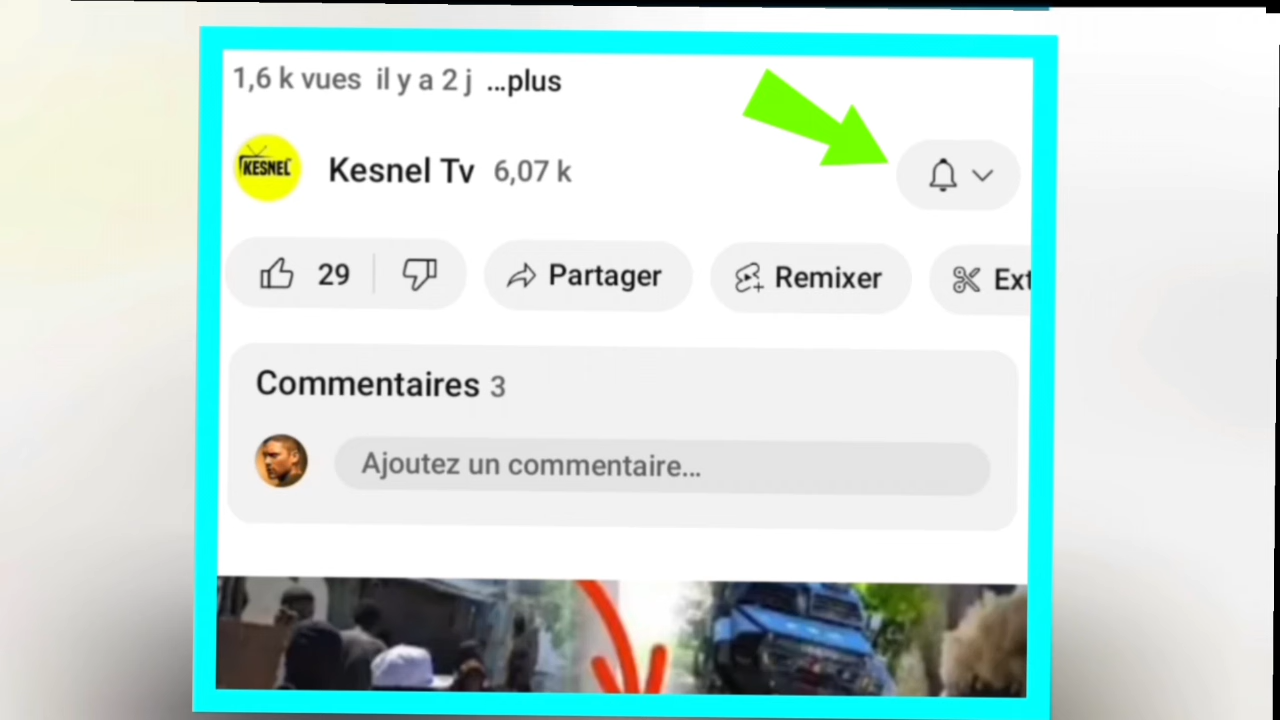 1,6 k vues il y a 2 j ...plus
KESNEL
Kesnel Tv 6,07 k
29 Partager Remixer Ext
Commentaires 3
Ajoutez un commentaire...